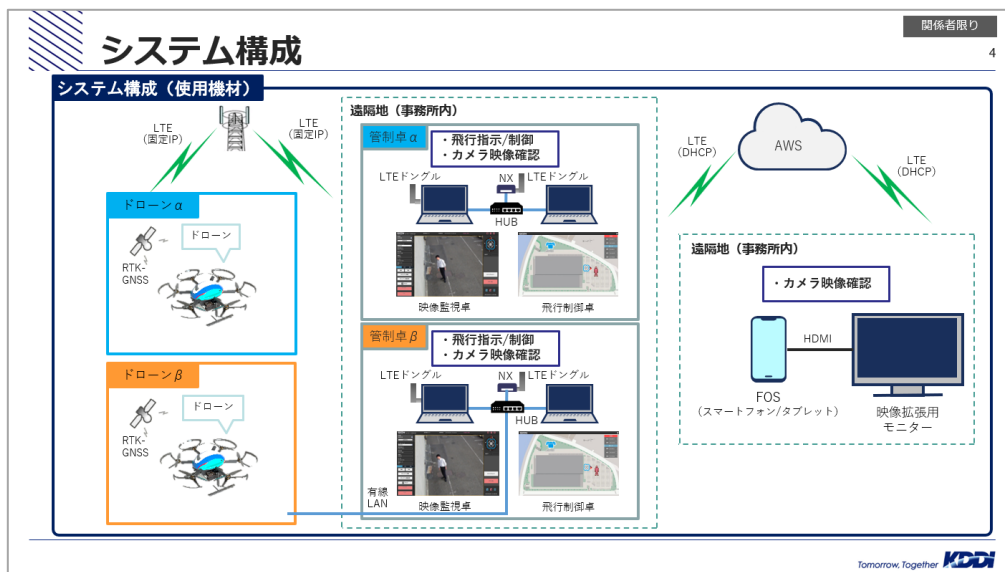 関係者限り
システム構成
4
システム構成（使用機材）
LTE
（固定IP）
LTE
（固定IP）
ドローンα
ドローン
RTK-
GNSS
ドローンβ
ドローン
RTK-
GNSS
遠隔地（事務所内）
管制卓α
・飛行指示/制御
・カメラ映像確認
LTEドングル
NX
LTEドングル
HUB
映像監視卓
飛行制御卓
管制卓β
・飛行指示/制御
・カメラ映像確認
LTEドングル
NX
LTEドングル
HUB
有線
LAN
映像監視卓
飛行制御卓
LTE
（DHCP）
AWS
LTE
（DHCP）
遠隔地（事務所内）
・カメラ映像確認
HDMI
FOS
（スマートフォン/タブレット）
映像拡張用
モニター
Tomorrow, Together KDDI